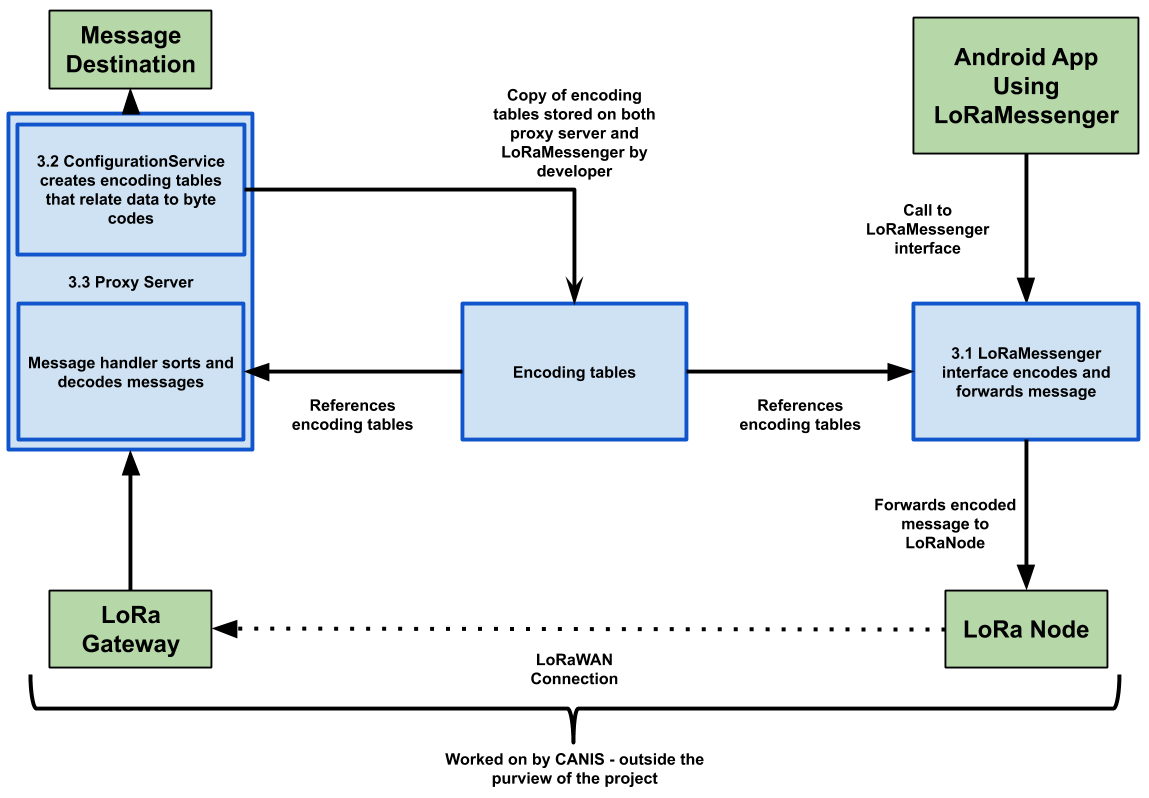 Message
Destination
Android App
Using
LoRaMessenger
Copy of encoding
tables stored on both
proxy server and
LoRaMessenger by
developer
3.2 ConfigurationService
creates encoding tables
that relate data to byte
codes
Call to
LoRaMessenger
interface
3.3 Proxy Server
Message handler sorts and
decodes messages
Encoding tables
3.1 LoRaMessenger
interface encodes and
forwards message
References
encoding tables
References
encoding tables
Forwards encoded
message to
LoRaNode
LoRa
Gateway
LoRa Node
LoRaWAN
Connection
Worked on by CANIS - outside the
purview of the project